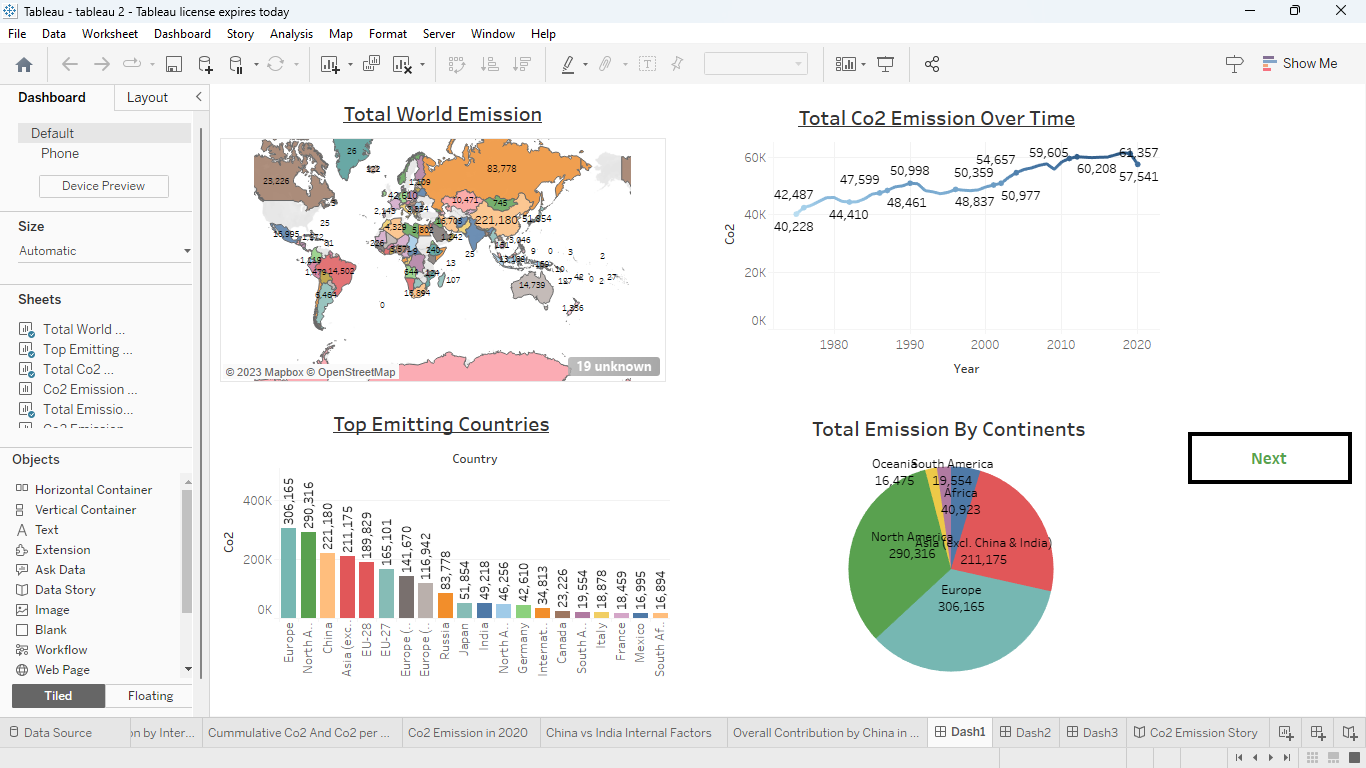 Tableau - tableau 2 - Tableau license expires today
File Data Worksheet Dashboard Story Analysis Map Format Server Window Help
Show Me
Dashboard Layout
Default
Phone
Device Preview
Size
Automatic
Sheets
Total World ...
Top Emitting ...
Total Co2 ...
Co2 Emission ...
Total Emissio...
Objects
Horizontal Container
Vertical Container
Text
Extension
Ask Data
Data Story
Image
Blank
Workflow
Web Page
Tiled Floating
Total World Emission
26
23,226
83,778
10,471
745
221,180
25
14,502
13
25
107
14,739
9 0 3
2
0
© 2023 Mapbox © OpenStreetMap
19 unknown
Total Co2 Emission Over Time
Co2
60K
40K
20K
0K
42,487
40,228
47,599
44,410
50,998
48,461
50,359
48,837
54,657
50,977
59,605
60,208
61,357
57,541
1980 1990 2000 2010 2020
Year
Top Emitting Countries
Country
Co2
400K
200K
0K
306,165
290,316
221,180
211,175
189,829
165,101
141,670
116,942
83,778
51,854
49,218
46,256
42,610
34,813
23,226
19,554
18,878
18,459
16,995
16,894
Europe
North A..
China
Asia (exc..
EU-28
EU-27
Europe (..
Europe (..
Russia
Japan
India
North A..
Germany
Internat..
Canada
South A..
Italy
France
Mexico
South Af..
Total Emission By Continents
Oceania
16,475
South America
19,554
Africa
40,923
North America
290,316
Asia (excl. China & India)
211,175
Europe
306,165
Next
Data Source
on by Inter...
Cummulative Co2 And Co2 per ...
Co2 Emission in 2020
China vs India Internal Factors
Overall Contribution by China in ...
Dash1
Dash2
Dash3
Co2 Emission Story